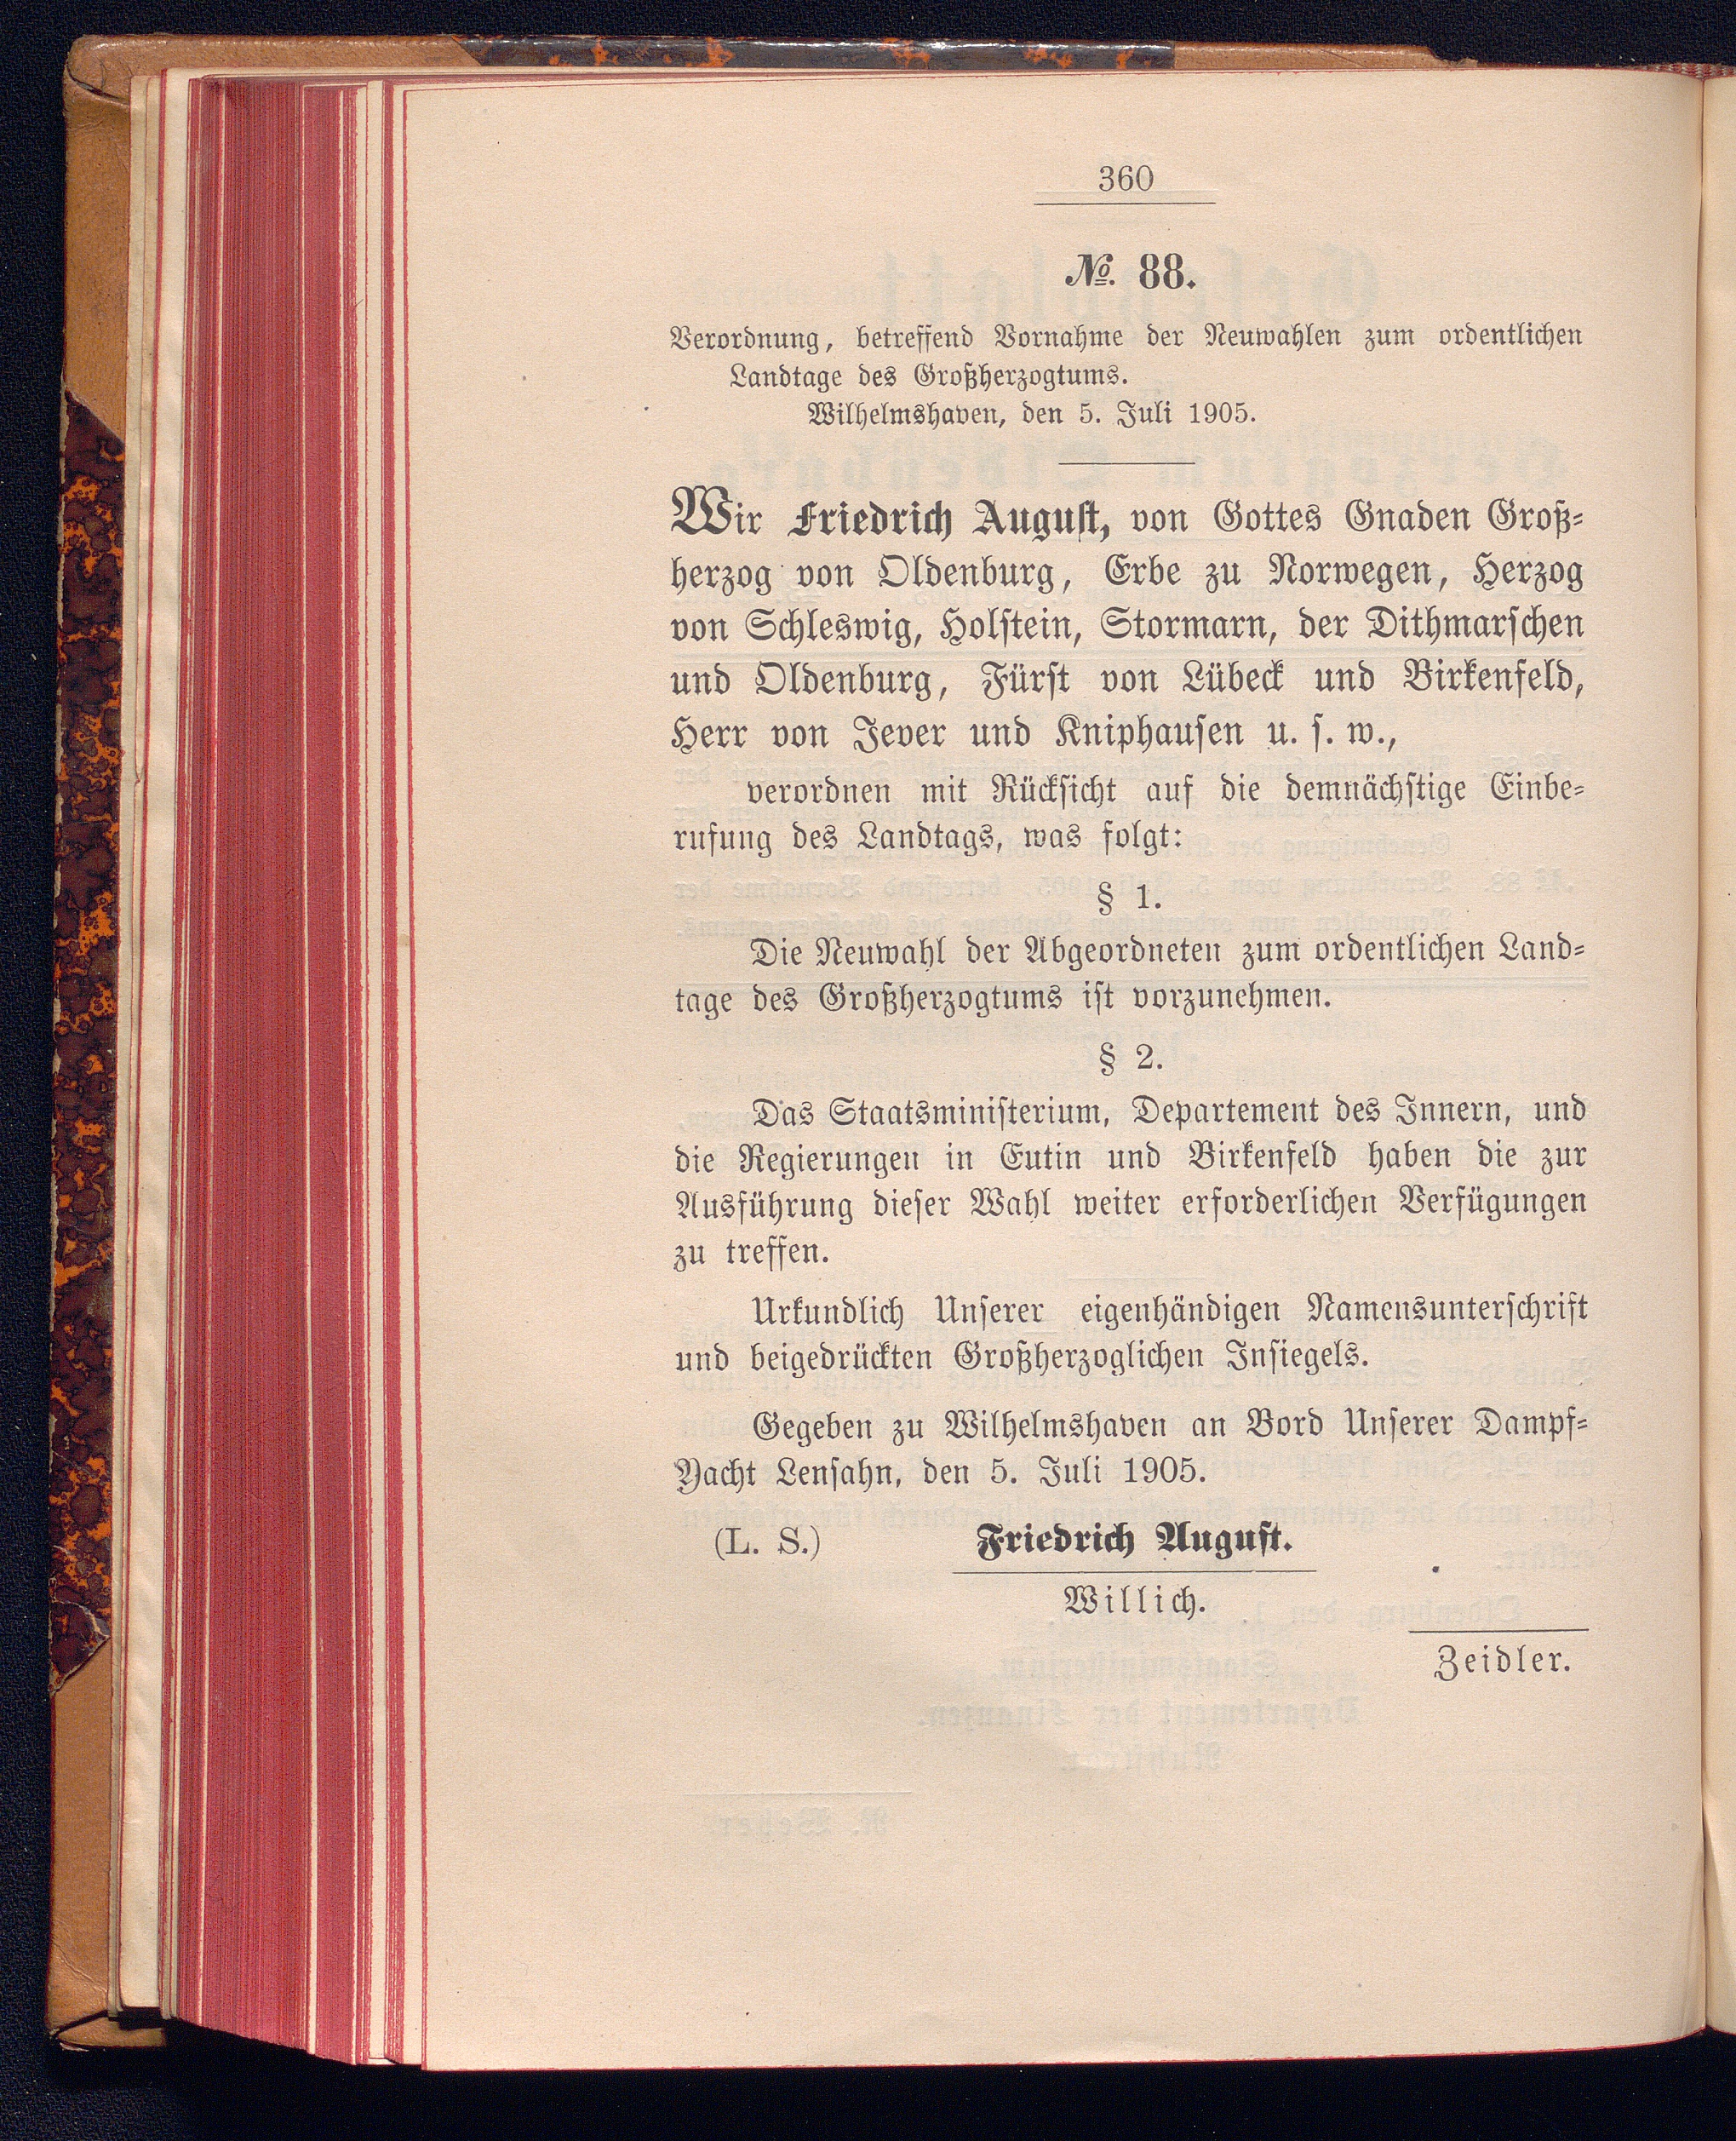 360
№. 88.
Verordnung, betreffend Vornahme der Neuwahlen zum ordentlichen
Landtage des Großherzogtums.
Wilhelmshaven, den 5. Juli 1905.
Wir Friedrich August, von Gottes Gnaden Groß-
herzog von Oldenburg, Erbe zu Norwegen, Herzog
von Schleswig, Holstein, Stormarn, der Dithmarschen
und Oldenburg, Fürst von Lübeck und Birkenfeld,
Herr von Jever und Kniphausen u. s. w.,
verordnen mit Rücksicht auf die demnächstige Einbe-
rufung des Landtags, was folgt:
§ 1.
Die Neuwahl der Abgeordneten zum ordentlichen Land-
tage des Großherzogtums ist vorzunehmen.
§ 2.
Das Staatsministerium, Departement des Innern, und
die Regierungen in Eutin und Birkenfeld haben die zur
Ausführung dieser Wahl weiter erforderlichen Verfügungen
zu treffen.
Urkundlich Unserer eigenhändigen Namensunterschrift
und beigedrückten Großherzoglichen Insiegels.
Gegeben zu Wilhelmshaven an Bord Unserer Dampf-
Yacht Lensahn, den 5. Juli 1905.
(L. S.) Friedrich August.
Willich.
Zeidler.